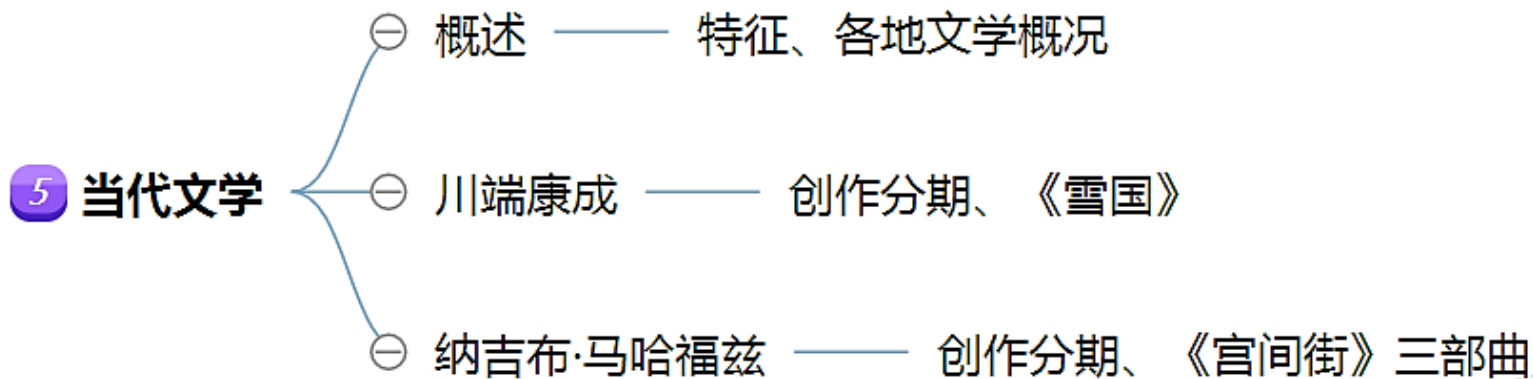 概述 特征、各地文学概况
5 当代文学 川端康成 创作分期、《雪国》
纳吉布·马哈福兹 创作分期、《宫间街》三部曲